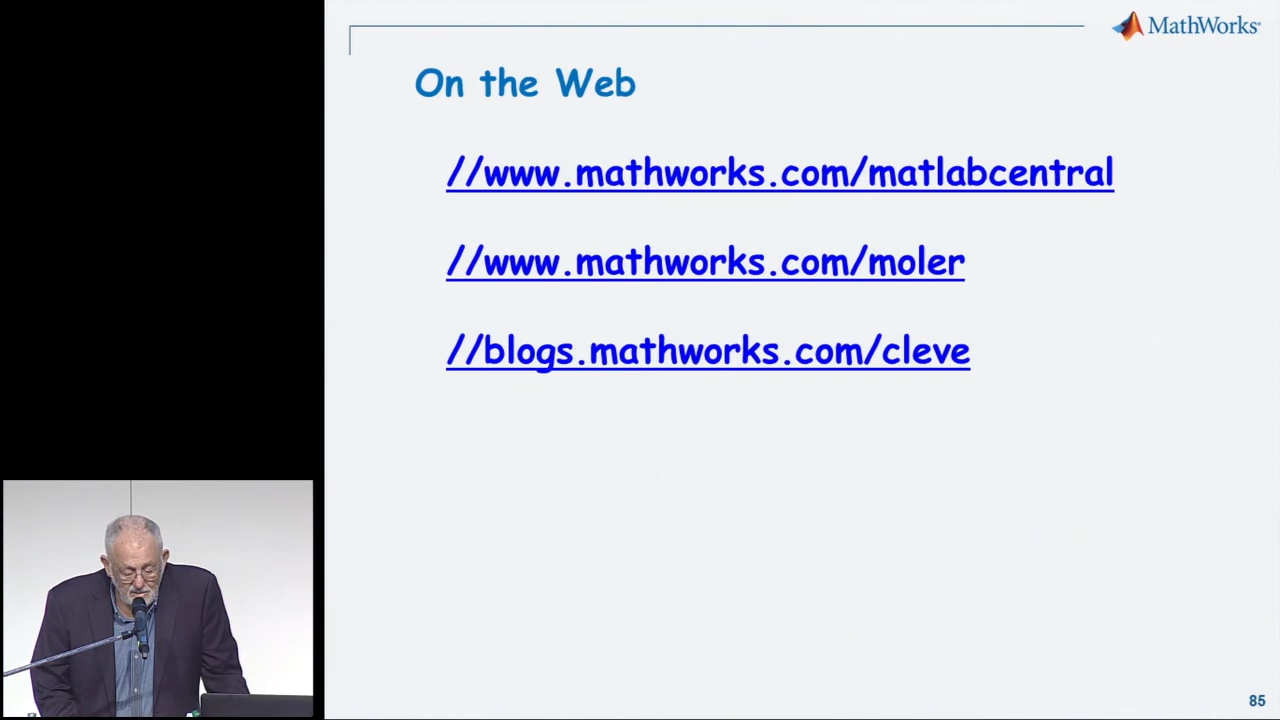 MathWorks
On the Web
//www.mathworks.com/matlabcentral
//www.mathworks.com/moler
//blogs.mathworks.com/cleve
85